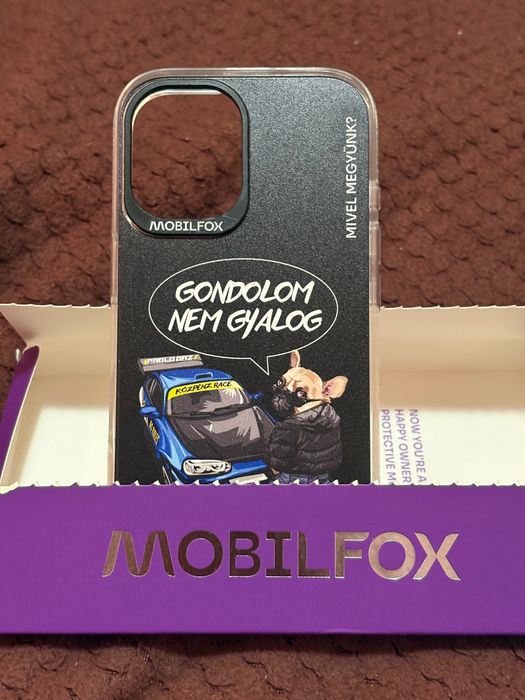 MOBILFOX
MIVEL MEGYÜNK?
GONDOLOM
NEM GYALOG
KÖZPÉNZ RACE
NOW YOU'RE A
HAPPY OWNER
PROTECTIVE
MOBILFOX